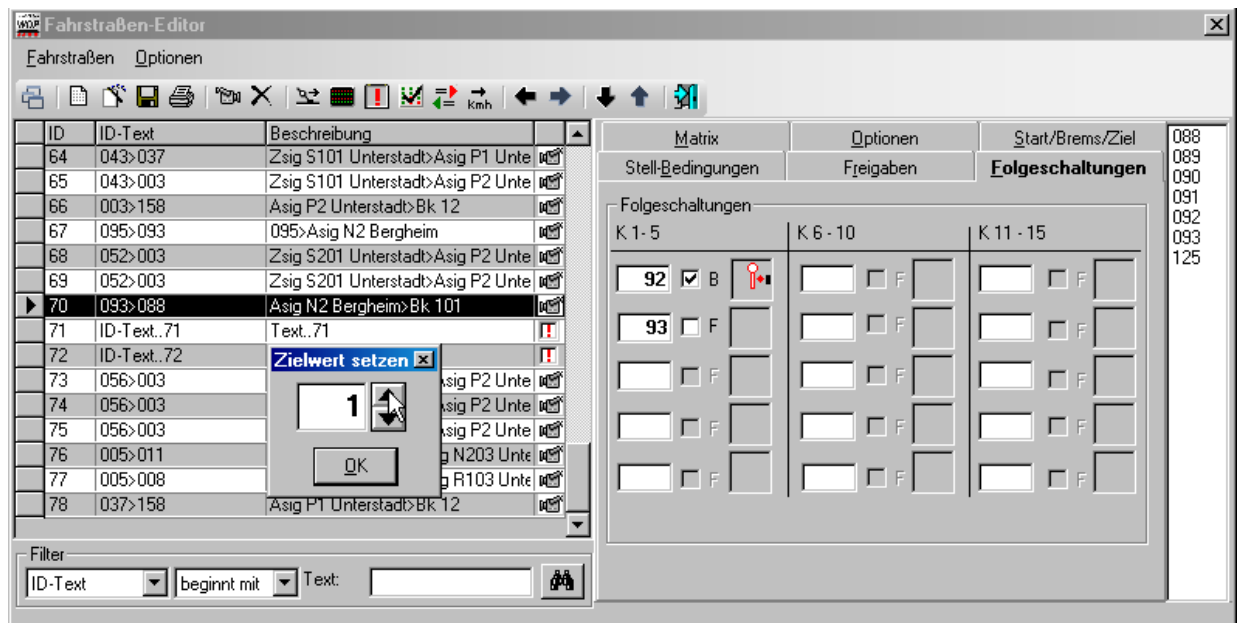 Fahrstraßen-Editor
Fahrstraßen Optionen
kmh
ID ID-Text Beschreibung
64 043>037 Zsig S101 Unterstadt>Asig P1 Unte
65 043>003 Zsig S101 Unterstadt>Asig P2 Unte
66 003>158 Asig P2 Unterstadt>Bk 12
67 095>093 095>Asig N2 Bergheim
68 052>003 Zsig S201 Unterstadt>Asig P2 Unte
69 052>003 Zsig S201 Unterstadt>Asig P2 Unte
70 093>088 Asig N2 Bergheim>Bk 101
71 ID-Text..71 Text..71
72 ID-Text..72
73 056>003 Asig P2 Unte
74 056>003 Asig P2 Unte
75 056>003 Asig P2 Unte
76 005>011 g N203 Unte
77 005>008 g R103 Unte
78 037>158 Asig P1 Unterstadt>Bk 12
Zielwert setzen
1
OK
Filter
ID-Text beginnt mit Text:
Matrix Optionen Start/Brems/Ziel
Stell-Bedingungen Freigaben Folgeschaltungen
Folgeschaltungen
K 1- 5 K 6 - 10 K 11 - 15
92 B F F
93 F F F
F F F
F F F
F F F
088
089
090
091
092
093
125